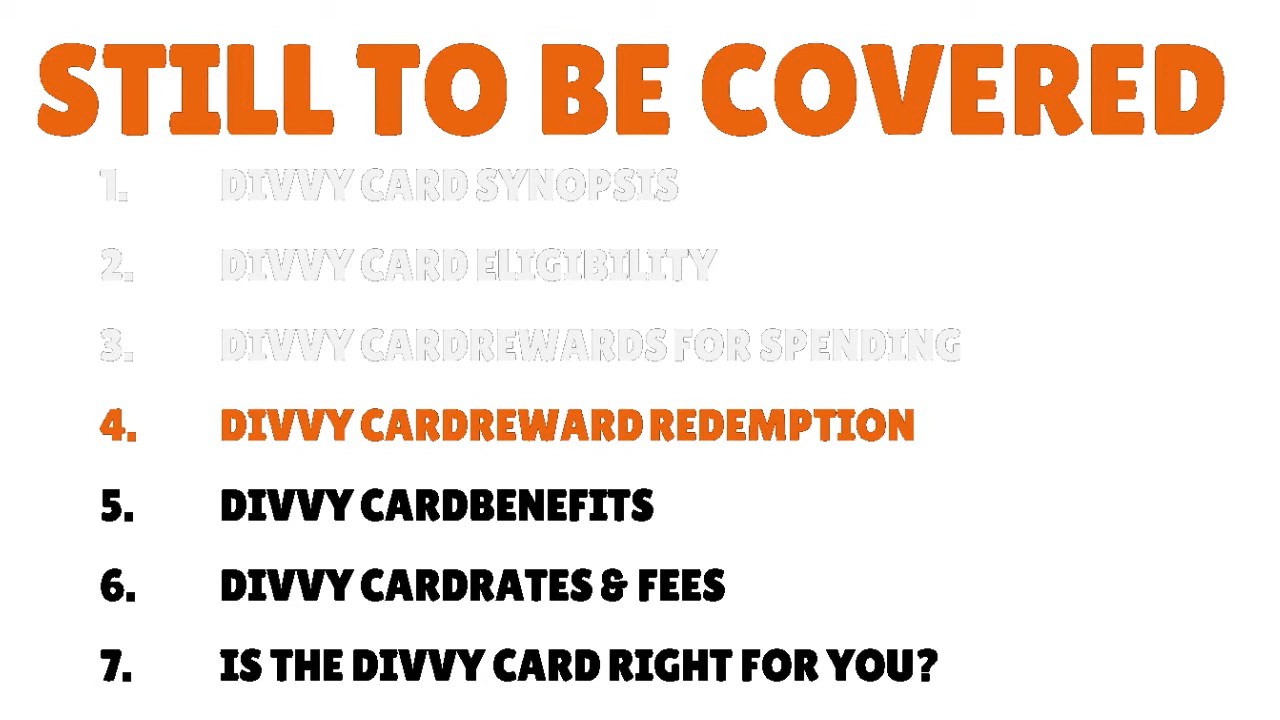 STILL TO BE COVERED
1. DIVVY CARD SYNOPSIS
2. DIVVY CARD ELIGIBILITY
3. DIVVY CARDREWARDS FOR SPENDING
4. DIVVY CARDREWARD REDEMPTION
5. DIVVY CARDBENEFITS
6. DIVVY CARDRATES & FEES
7. IS THE DIVVY CARD RIGHT FOR YOU?